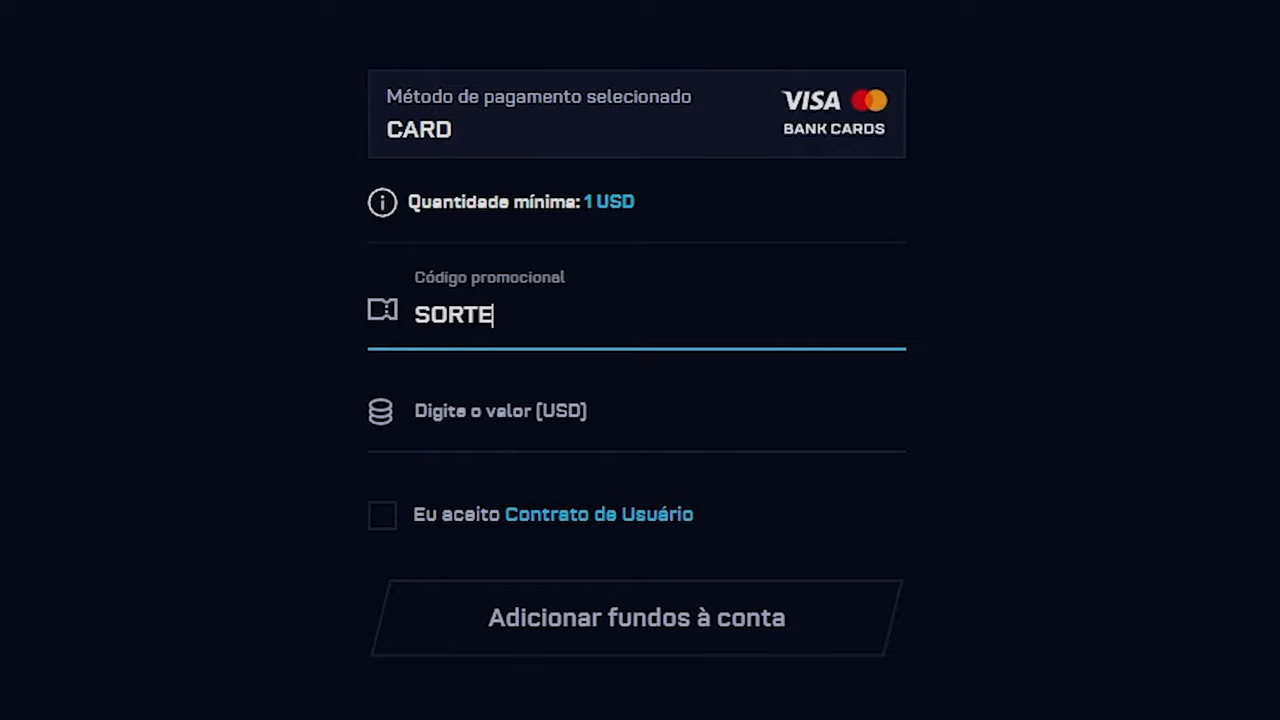 Método de pagamento selecionado
CARD
VISA
BANK CARDS
Quantidade mínima: 1 USD
Código promocional
SORTE
Digite o valor (USD)
Eu aceito Contrato de Usuário
Adicionar fundos à conta